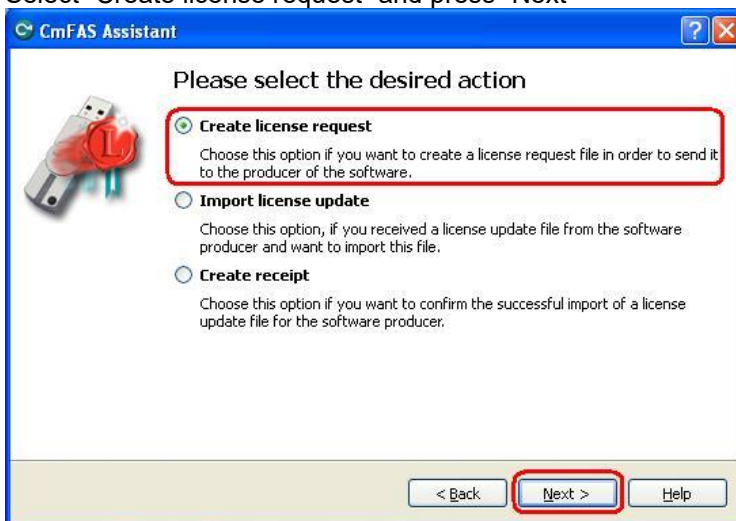 Select "Create license request" and press "Next"
CmFAS Assistant
Please select the desired action
Create license request
Choose this option if you want to create a license request file in order to send it
to the producer of the software.
Import license update
Choose this option, if you received a license update file from the software
producer and want to import this file.
Create receipt
Choose this option if you want to confirm the successful import of a license
update file for the software producer.
< Back Next > Help